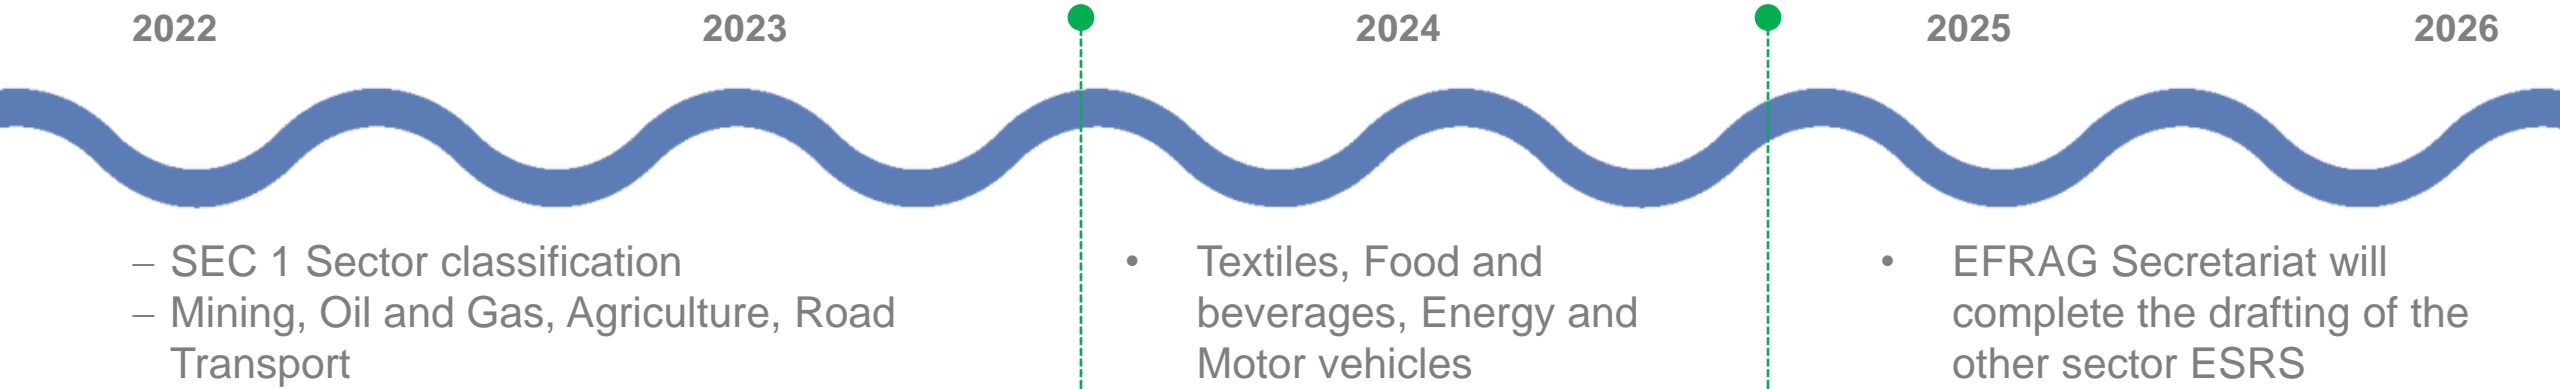 2022 2023 2024 2025 2026
– SEC 1 Sector classification
– Mining, Oil and Gas, Agriculture, Road
Transport
• Textiles, Food and
beverages, Energy and
Motor vehicles
• EFRAG Secretariat will
complete the drafting of the
other sector ESRS